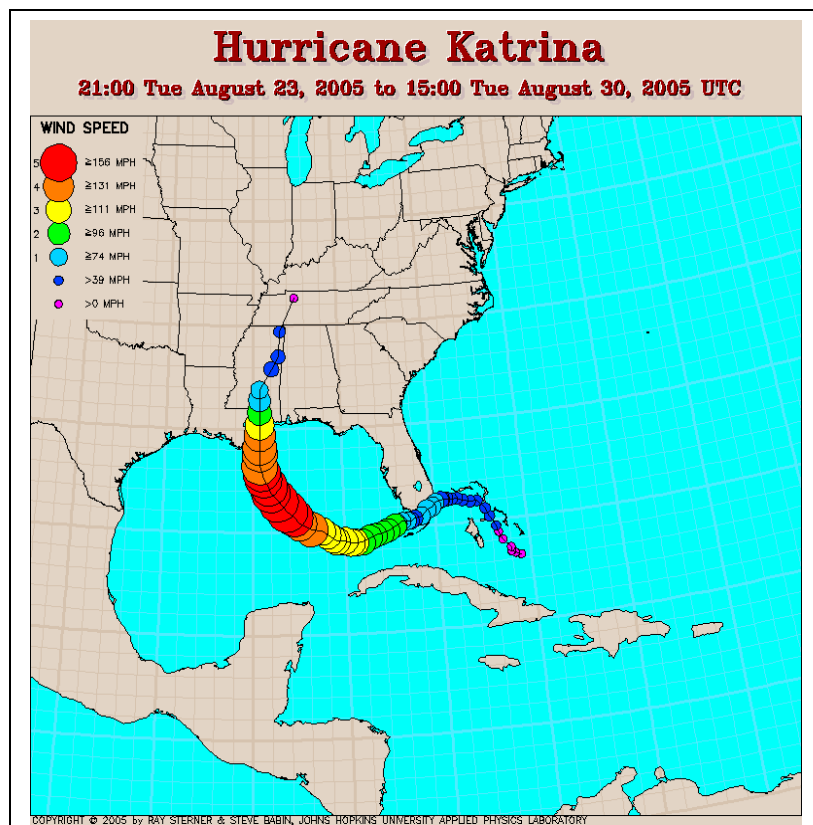 Hurricane Katrina
21:00 Tue August 23, 2005 to 15:00 Tue August 30, 2005 UTC
WIND SPEED
5 ≥156 MPH
4 ≥131 MPH
3 ≥111 MPH
2 ≥96 MPH
1 ≥74 MPH
>39 MPH
>0 MPH
COPYRIGHT © 2005 by RAY STERNER & STEVE BABIN, JOHNS HOPKINS UNIVERSITY APPLIED PHYSICS LABORATORY